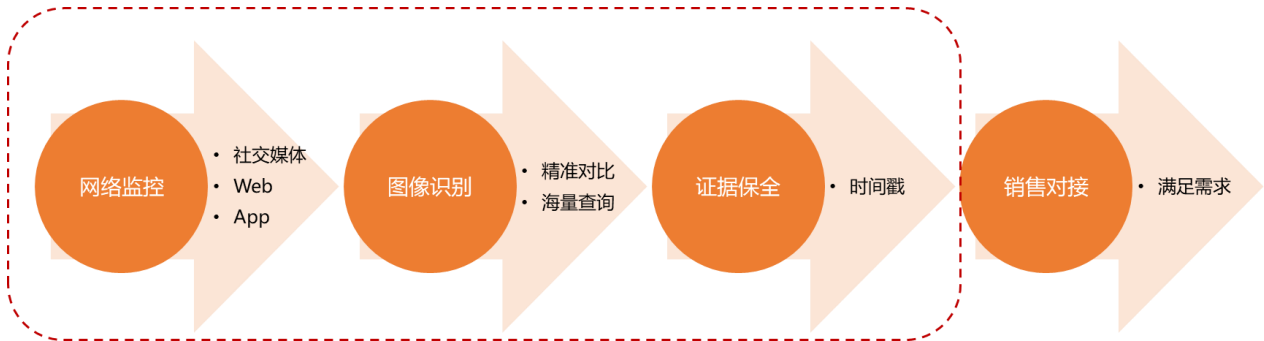 网络监控
• 社交媒体
• Web
• App
图像识别
• 精准对比
• 海量查询
证据保全
• 时间戳
销售对接
• 满足需求